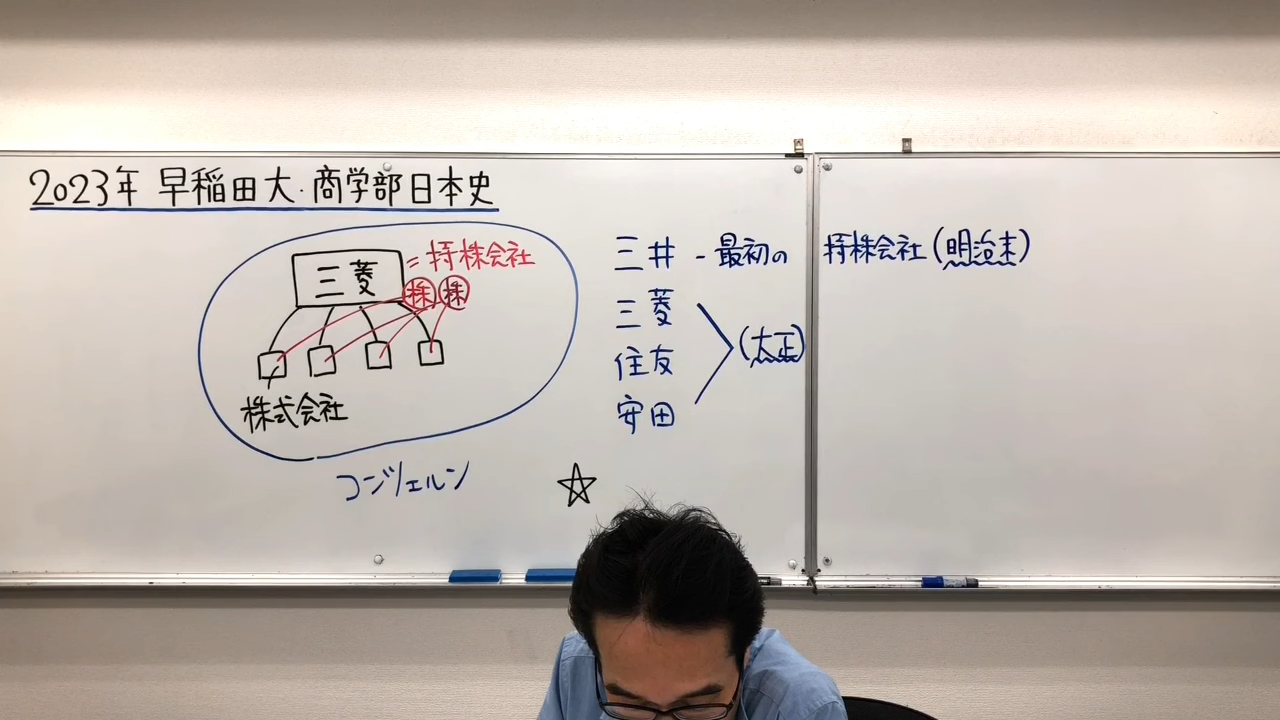 2023年 早稲田大・商学部日本史
三菱 = 持株会社
株 株
株式会社
コンツェルン
三井 - 最初の 持株会社(明治末)
三菱
住友
安田
(大正)
☆